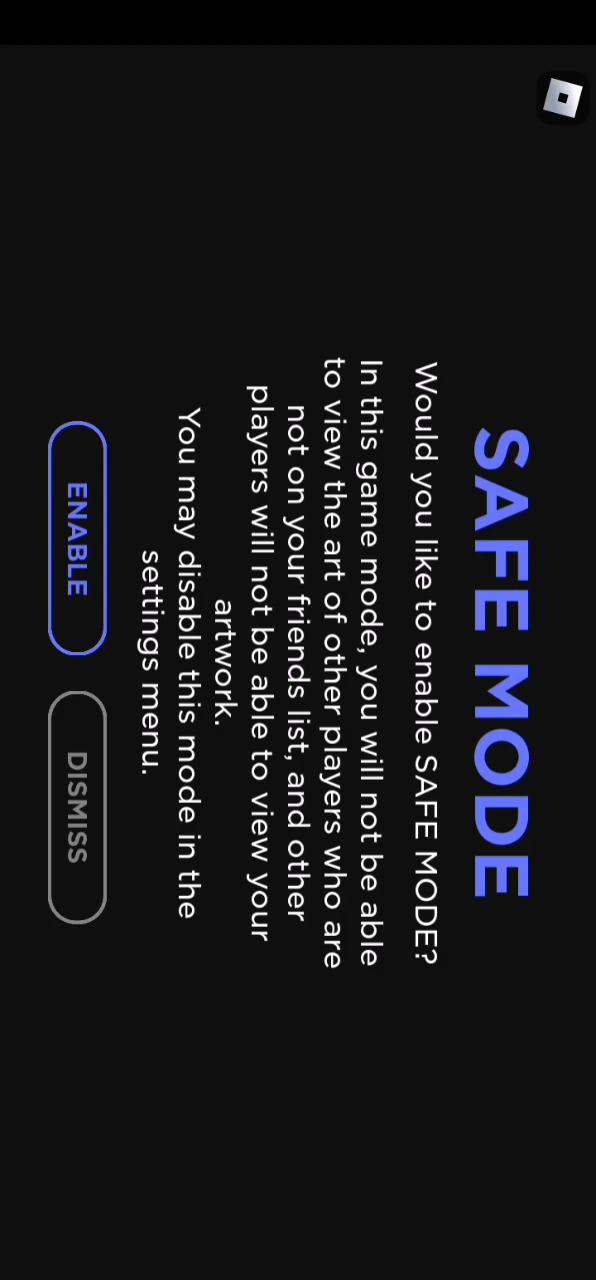 SAFE MODE
Would you like to enable SAFE MODE?
In this game mode, you will not be able
to view the art of other players who are
not on your friends list, and other
players will not be able to view your
artwork.
You may disable this mode in the
settings menu.
ENABLE
DISMISS